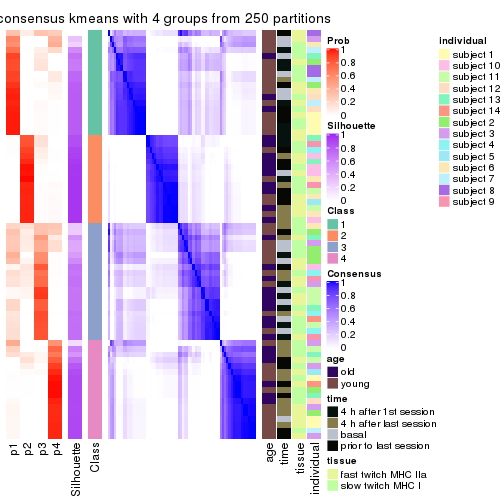 consensus kmeans with 4 groups from 250 partitions
Prob
1
0.8
0.6
0.4
0.2
0
Silhouette
1
0.8
0.6
0.4
0.2
0
Class
1
2
3
4
Consensus
1
0.8
0.6
0.4
0.2
0
age
old
young
time
4 h after 1st session
4 h after last session
basal
prior to last session
tissue
fast twitch MHC IIa
slow twitch MHC I
individual
subject 1
subject 10
subject 11
subject 12
subject 13
subject 14
subject 2
subject 3
subject 4
subject 5
subject 6
subject 7
subject 8
subject 9
p1
p2
p3
p4
Silhouette
Class
age
time
tissue
individual